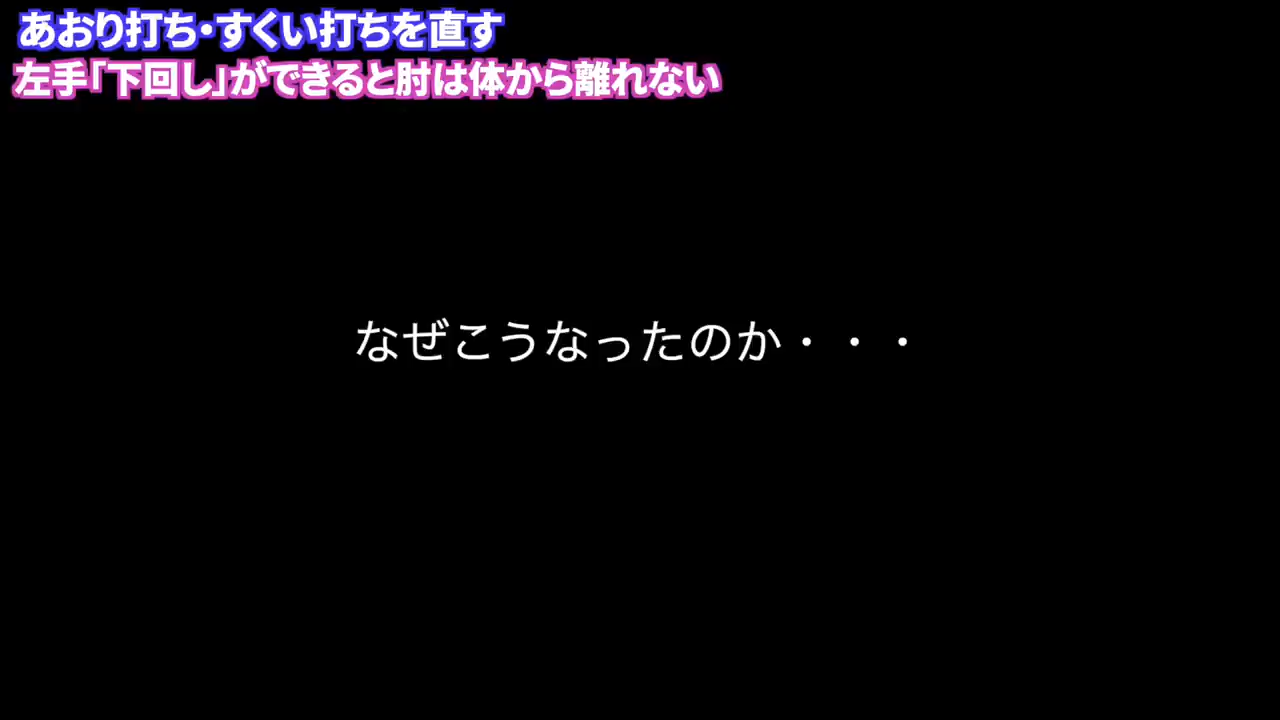 あおり打ち・すくい打ちを直す
左手「下回し」ができると肘は体から離れない
なぜこうなったのか・・・